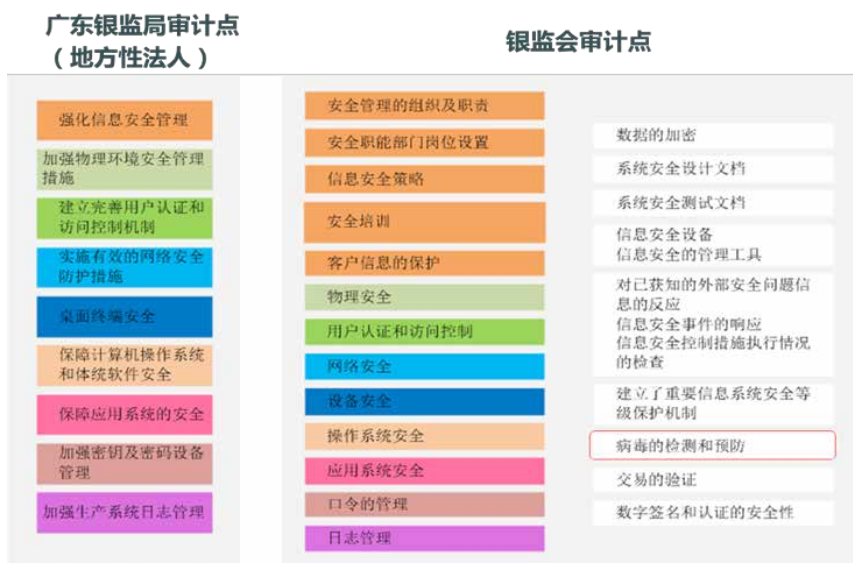 广东银监局审计点
（地方性法人）
强化信息安全管理
加强物理环境安全管理
措施
建立完善用户认证和
访问控制机制
实施有效的网络安全
防护措施
桌面终端安全
保障计算机操作系统
和体统软件安全
保障应用系统的安全
加强密钥及密码设备
管理
加强生产系统日志管理
银监会审计点
安全管理的组织及职责
安全职能部门岗位设置
信息安全策略
安全培训
客户信息的保护
物理安全
用户认证和访问控制
网络安全
设备安全
操作系统安全
应用系统安全
口令的管理
日志管理
数据的加密
系统安全设计文档
系统安全测试文档
信息安全设备
信息安全的管理工具
对已获知的外部安全问题信
息的反应
信息安全事件的响应
信息安全控制措施执行情况
的检查
建立了重要信息系统安全等
级保护机制
病毒的检测和预防
交易的验证
数字签名和认证的安全性